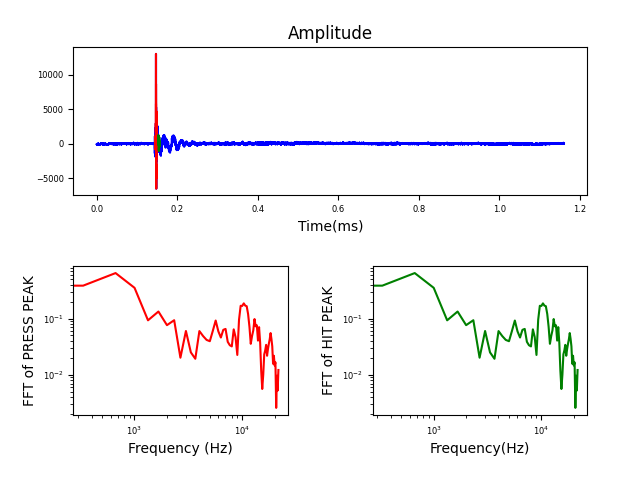 Amplitude
10000
5000
0
−5000
0.0 0.2 0.4 0.6 0.8 1.0 1.2
Time(ms)
FFT of PRESS PEAK
10⁻¹
10⁻²
10³ 10⁴
Frequency (Hz)
FFT of HIT PEAK
10⁻¹
10⁻²
10³ 10⁴
Frequency(Hz)